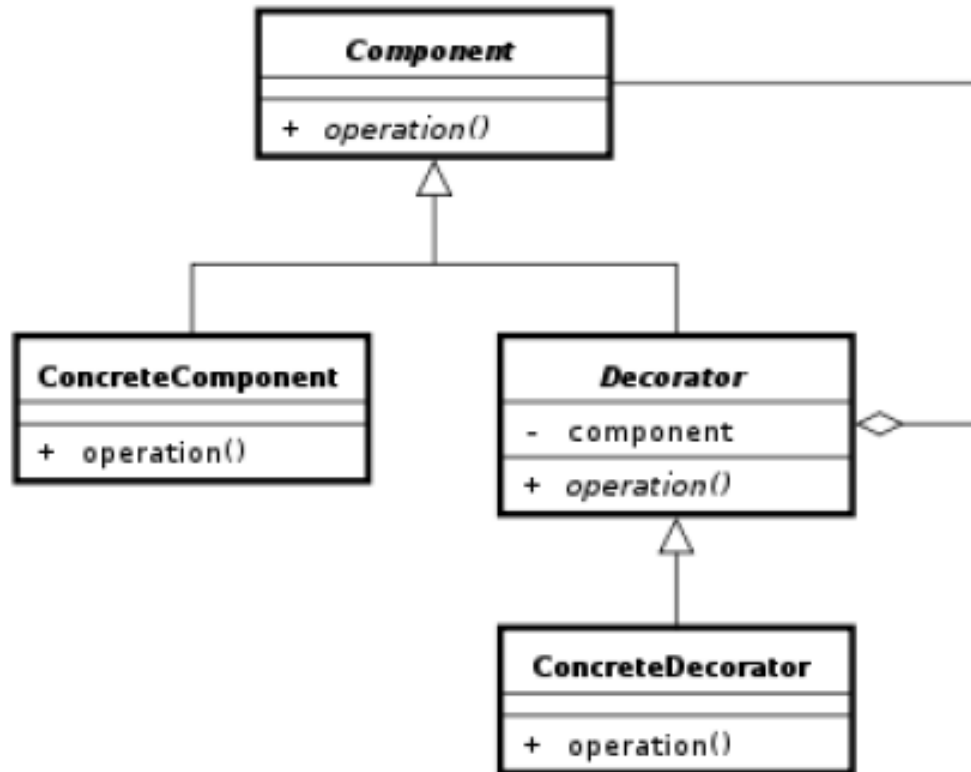 Component
+ operation()
ConcreteComponent
+ operation()
Decorator
- component
+ operation()
ConcreteDecorator
+ operation()